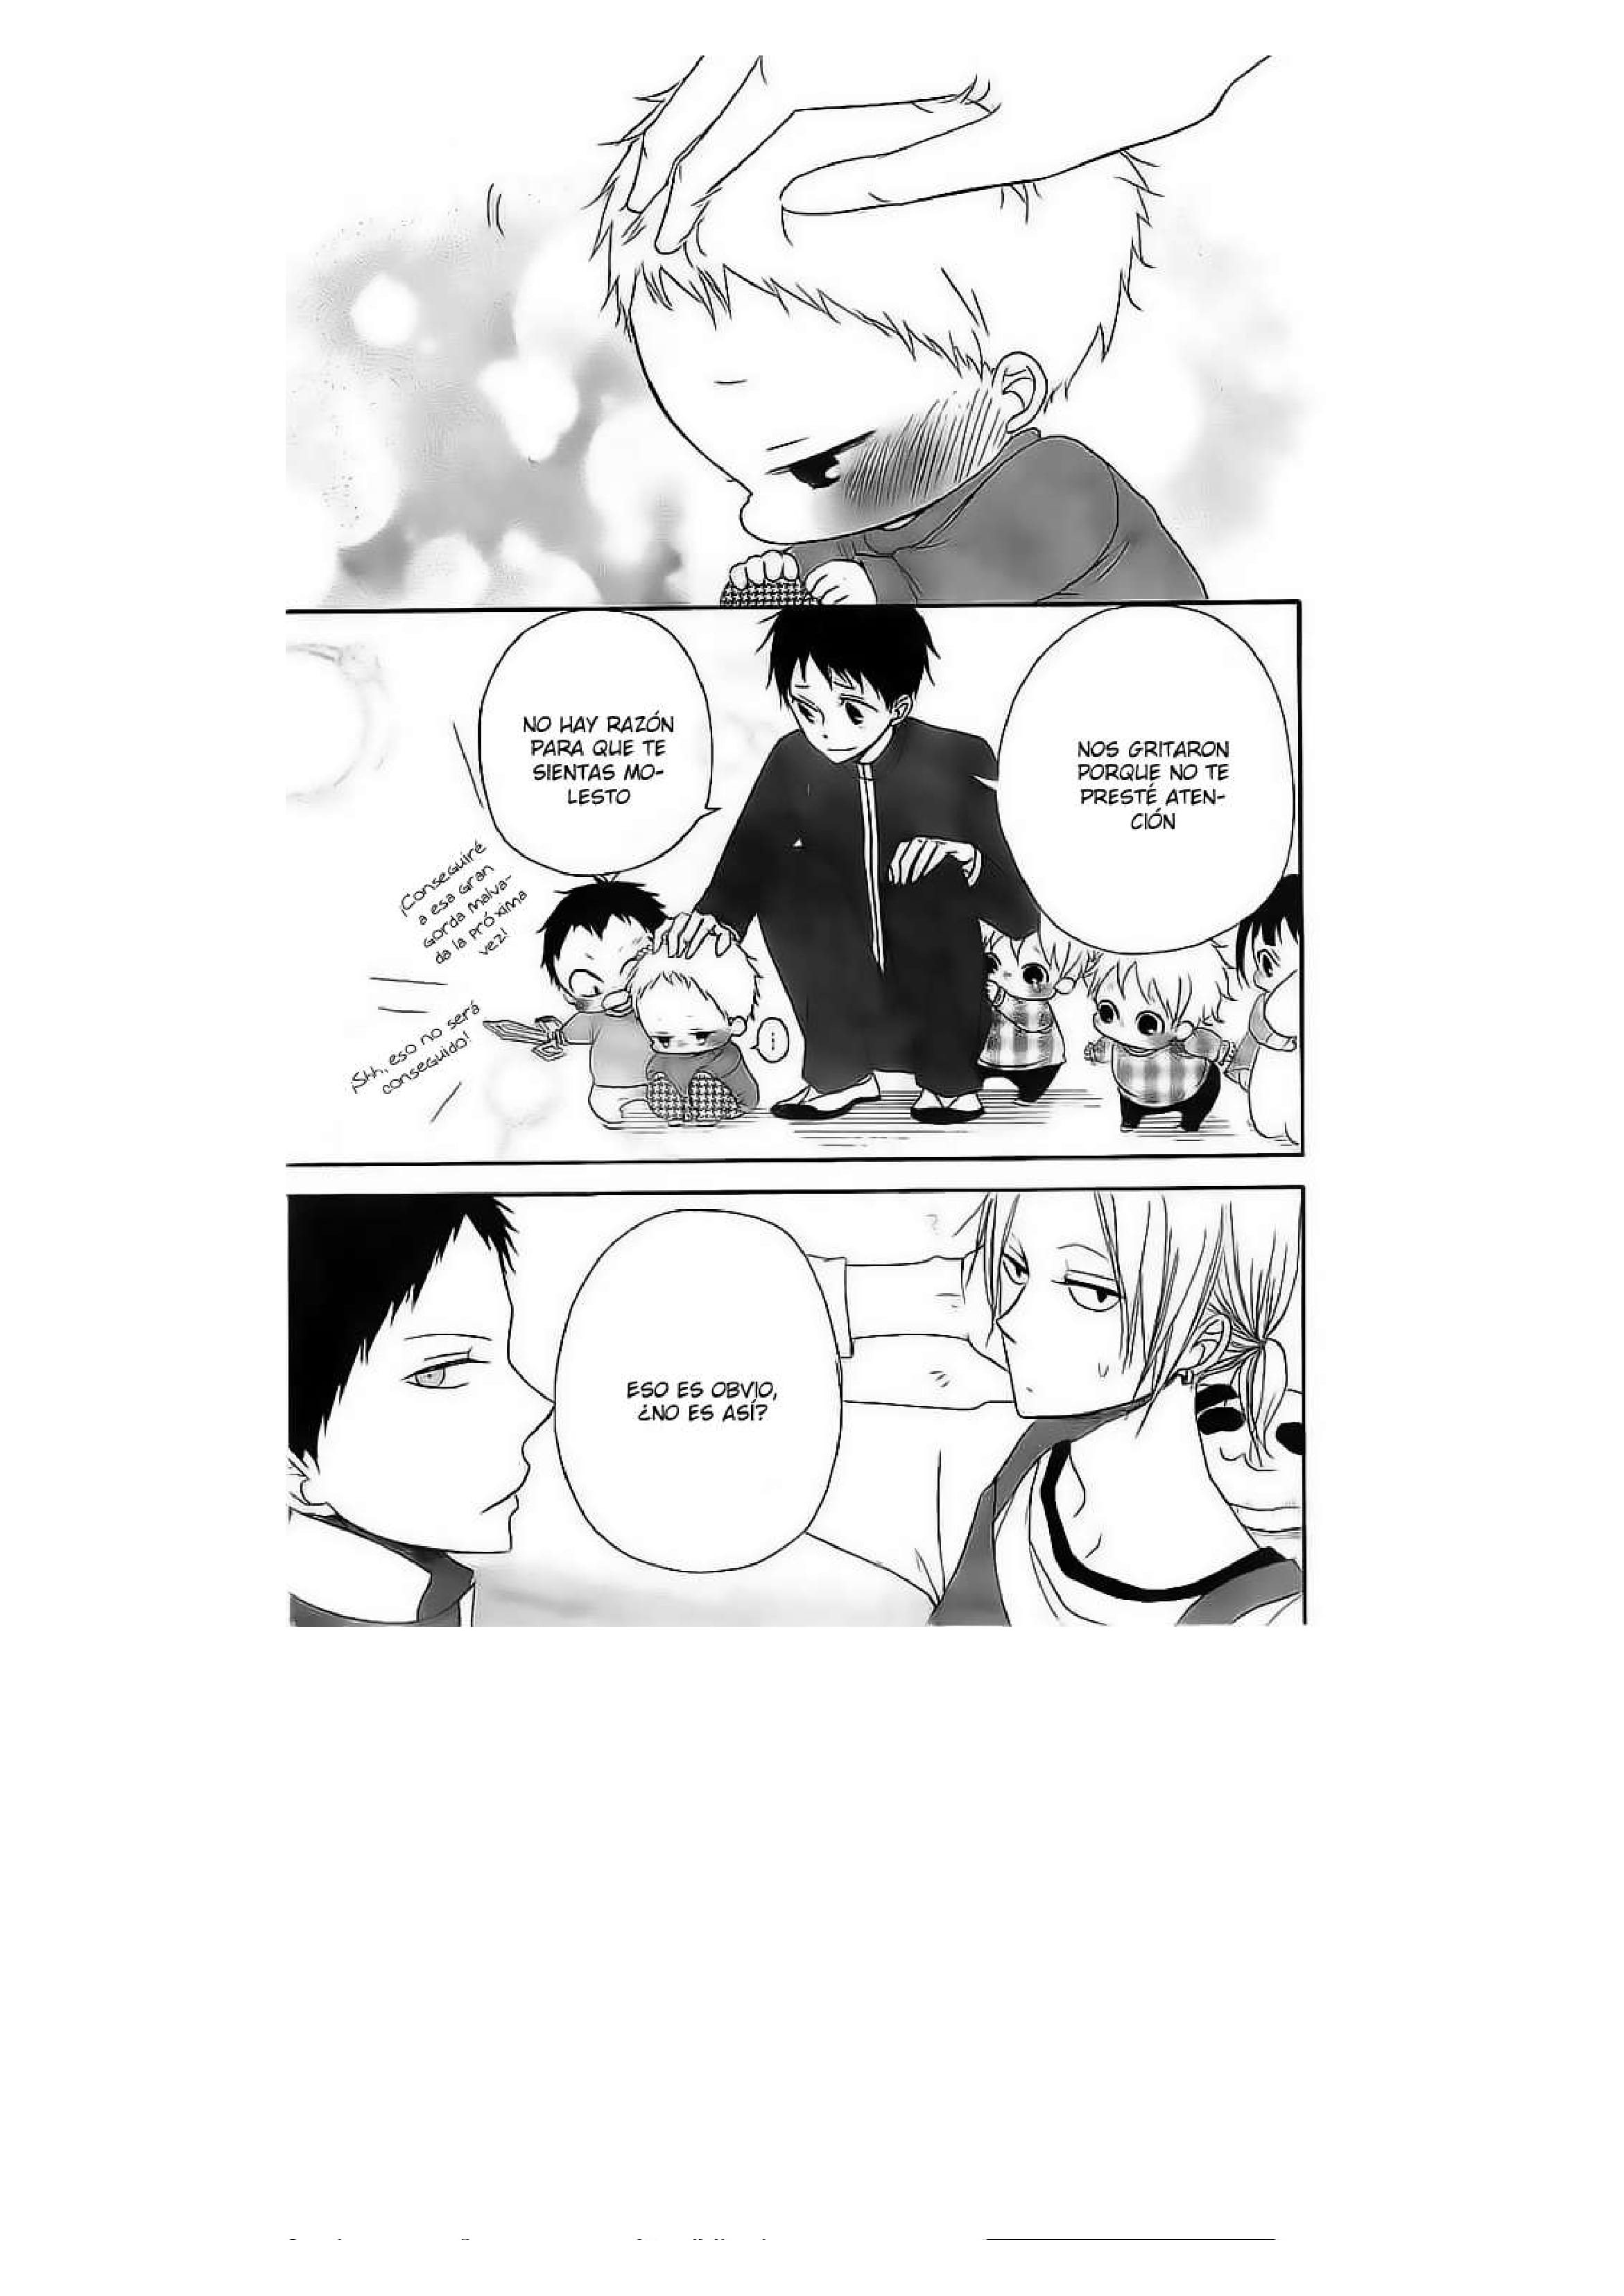 NOS GRITARON
PORQUE NO TE
PRESTÉ ATEN-
CIÓN
NO HAY RAZÓN
PARA QUE TE
SIENTAS MO-
LESTO
¡Conseguiré
a esa gran
gorda malva-
da la próxima
vez!
¡Shh, eso no será
conseguido!
ESO ES OBVIO,
¿NO ES ASÍ?